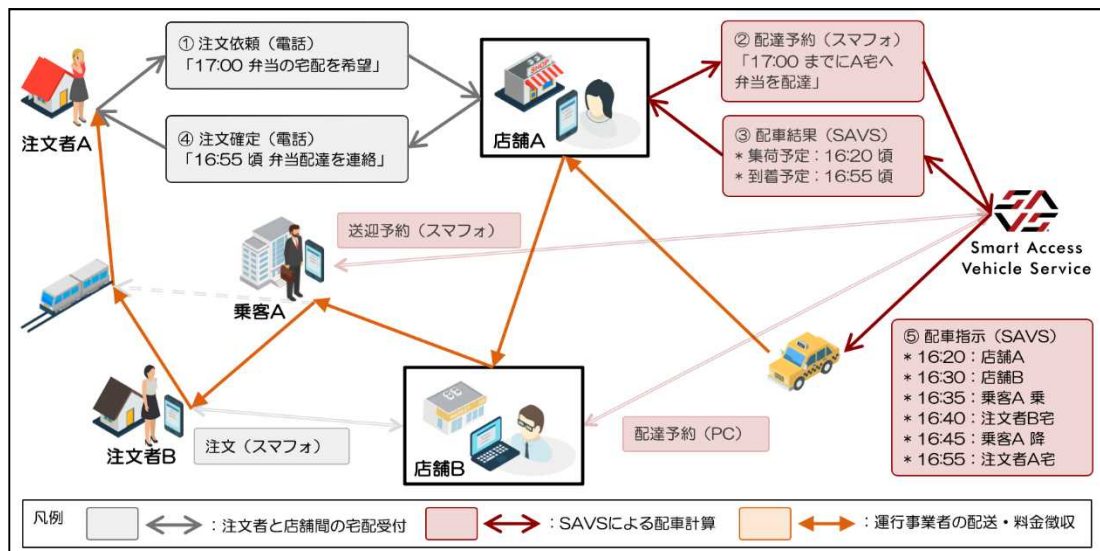 ① 注文依頼（電話）
「17:00 弁当の宅配を希望」
注文者A
④ 注文確定（電話）
「16:55 頃 弁当配達を連絡」
SHOP
店舗A
② 配達予約（スマフォ）
「17:00 までにA宅へ
弁当を配達」
③ 配車結果（SAVS）
* 集荷予定：16:20 頃
* 到着予定：16:55 頃
SAVS
Smart Access
Vehicle Service
送迎予約（スマフォ）
乗客A
注文者B
注文（スマフォ）
店舗B
配達予約（PC）
⑤ 配車指示（SAVS）
* 16:20：店舗A
* 16:30：店舗B
* 16:35：乗客A 乗
* 16:40：注文者B宅
* 16:45：乗客A 降
* 16:55：注文者A宅
凡例
：注文者と店舗間の宅配受付
：SAVSによる配車計算
：運行事業者の配送・料金徴収